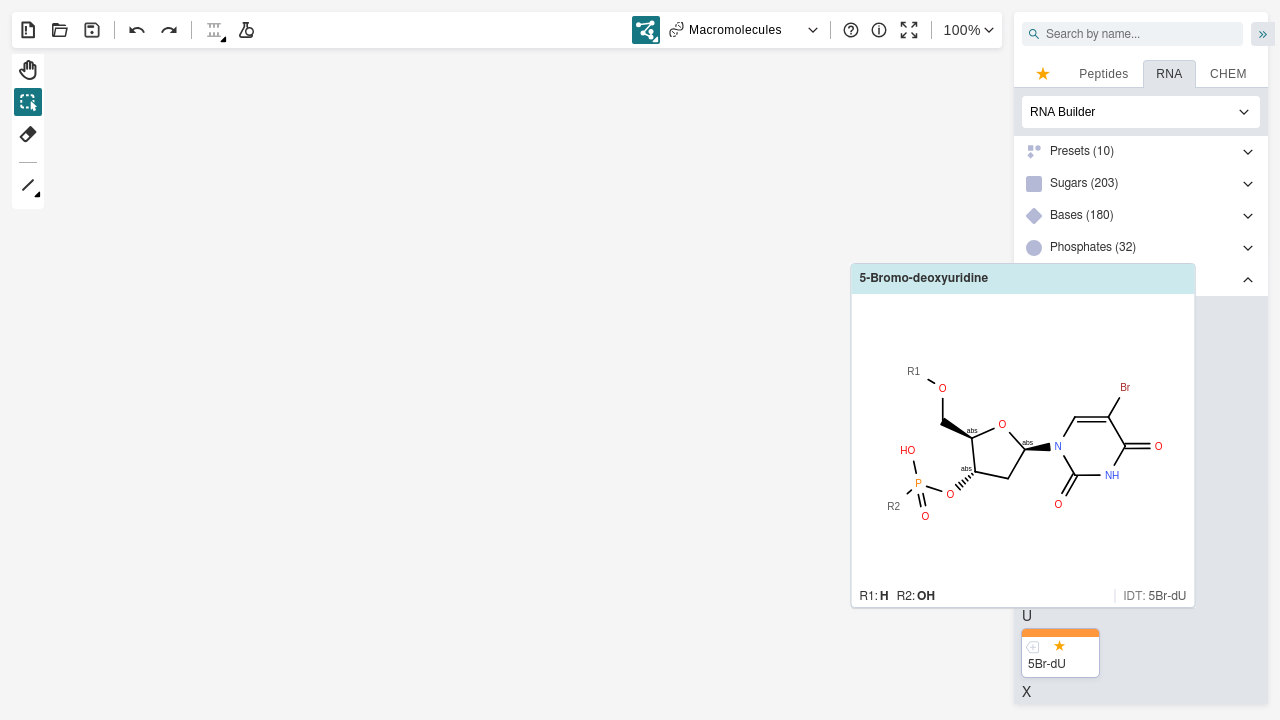 Macromolecules
100%
Search by name...
Peptides
RNA
CHEM
RNA Builder
Presets (10)
Sugars (203)
Bases (180)
Phosphates (32)
5-Bromo-deoxyuridine
R1
O
Br
abs
O
abs
HO
N
O
abs
P
O
NH
R2
O
O
R1: H R2: OH
IDT: 5Br-dU
U
5Br-dU
X